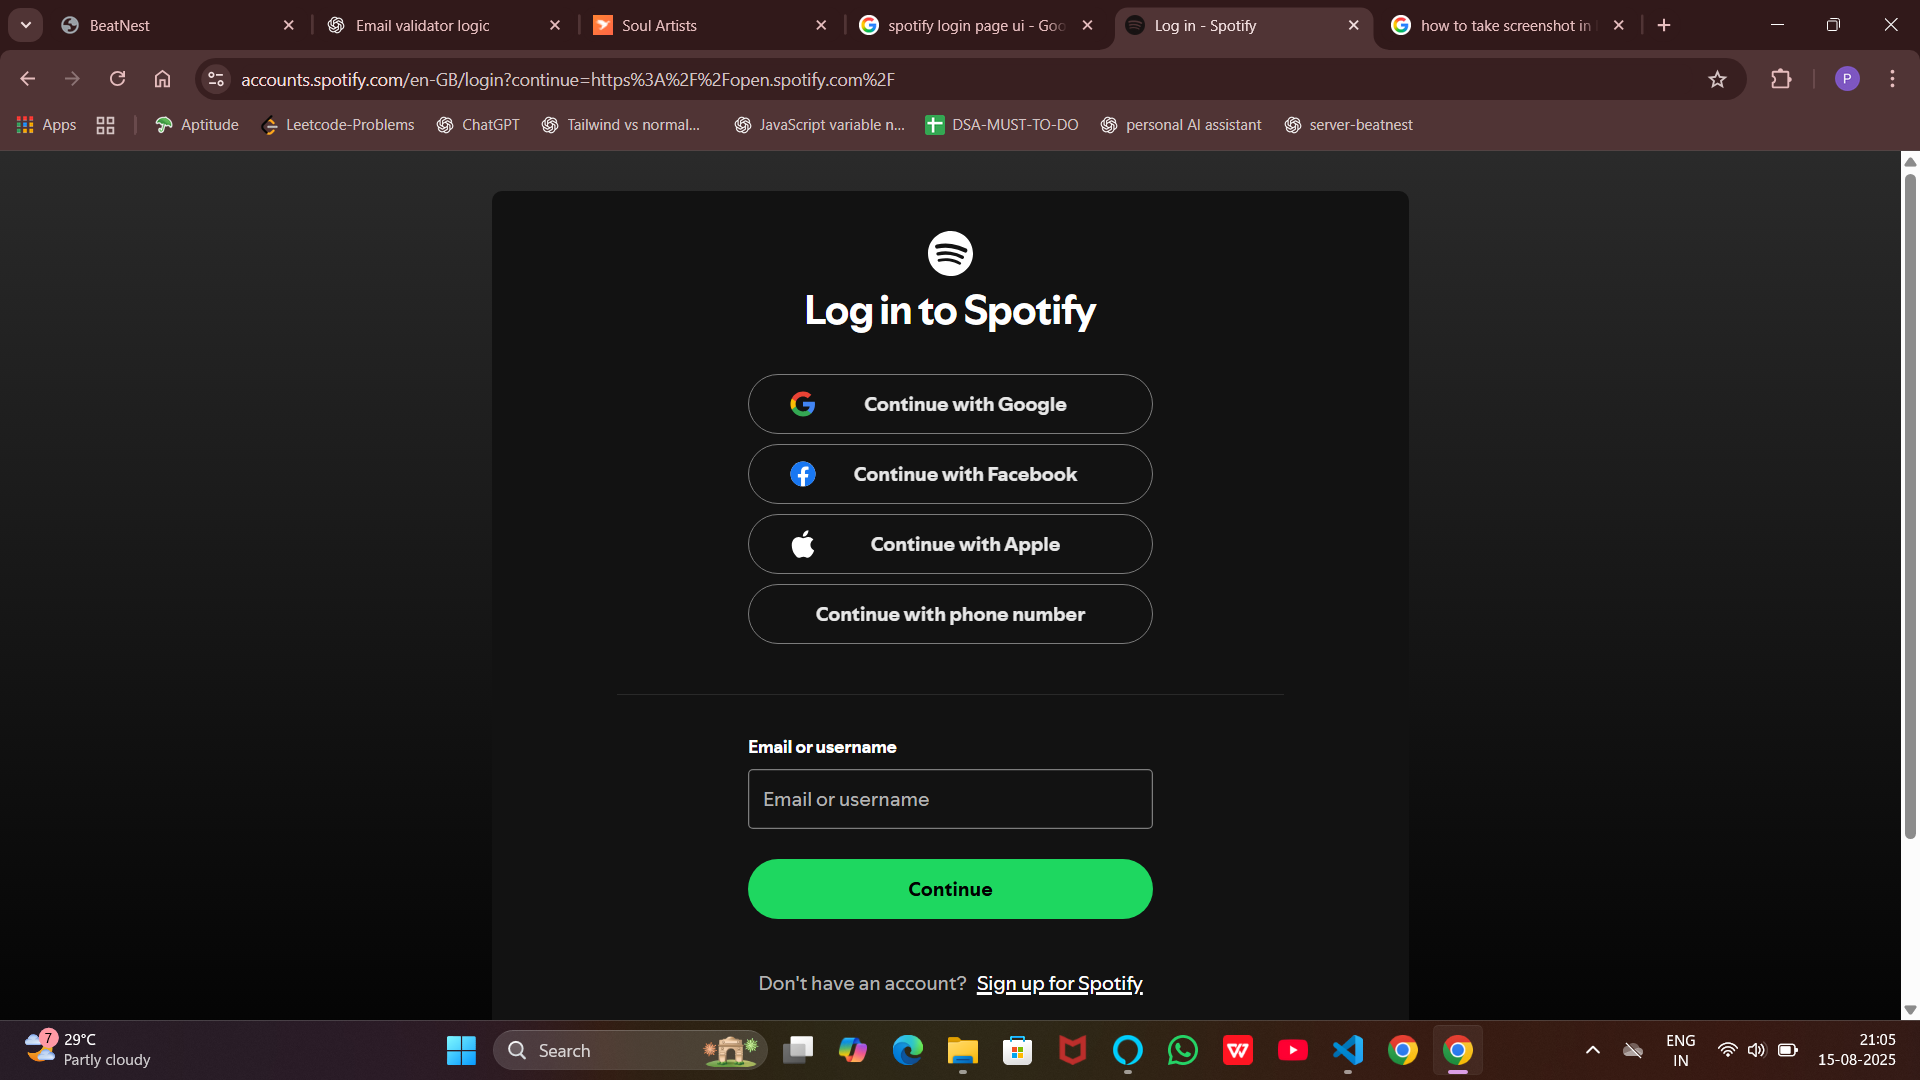 BeatNest
Email validator logic
Soul Artists
spotify login page ui - Goo
Log in - Spotify
how to take screenshot in
accounts.spotify.com/en-GB/login?continue=https%3A%2F%2Fopen.spotify.com%2F
P
Apps
Aptitude
Leetcode-Problems
ChatGPT
Tailwind vs normal...
JavaScript variable n...
DSA-MUST-TO-DO
personal AI assistant
server-beatnest
Log in to Spotify
Continue with Google
Continue with Facebook
Continue with Apple
Continue with phone number
Email or username
Email or username
Continue
Don't have an account? Sign up for Spotify
7
29°C
Partly cloudy
Search
W
ENG
IN
21:05
15-08-2025